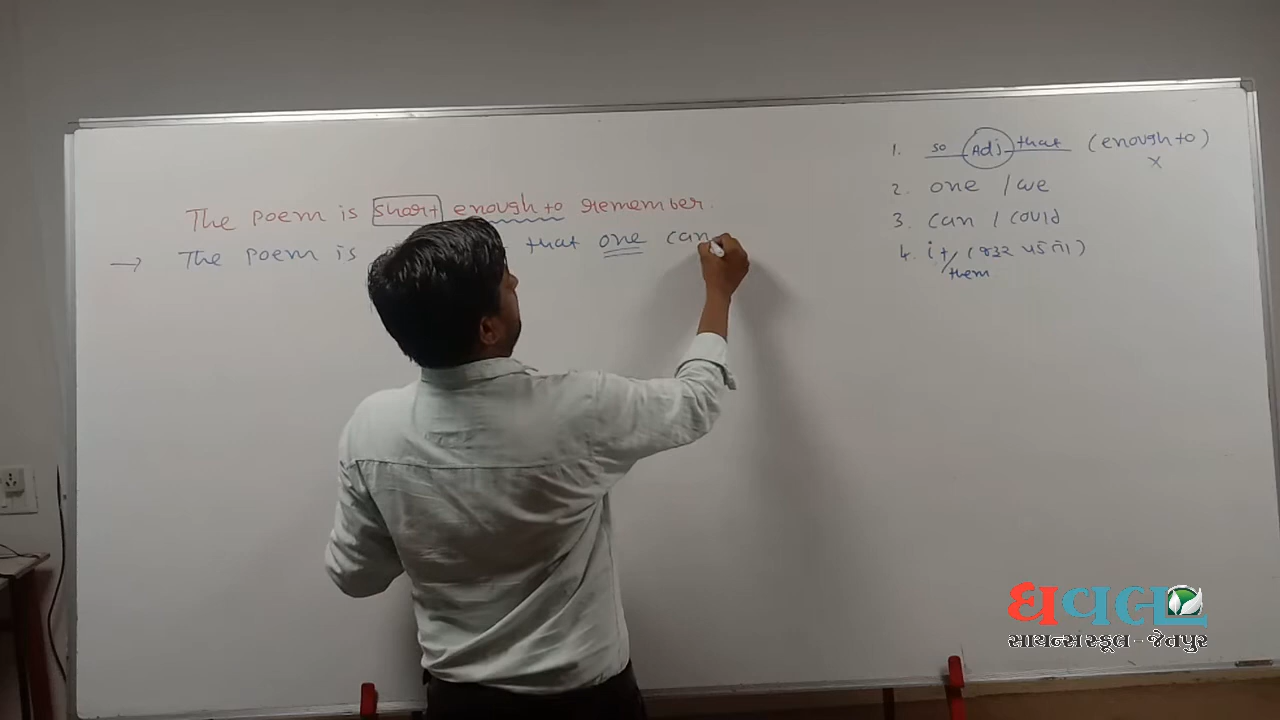 The Poem is short enough to remember.
→ The Poem is that one can
1. so Adj that (enough to)
x
2. one / we
3. can / could
4. it / (જરૂર પડે તો)
them
ધવલ
સાયન્સ સ્કૂલ - જેતપુર